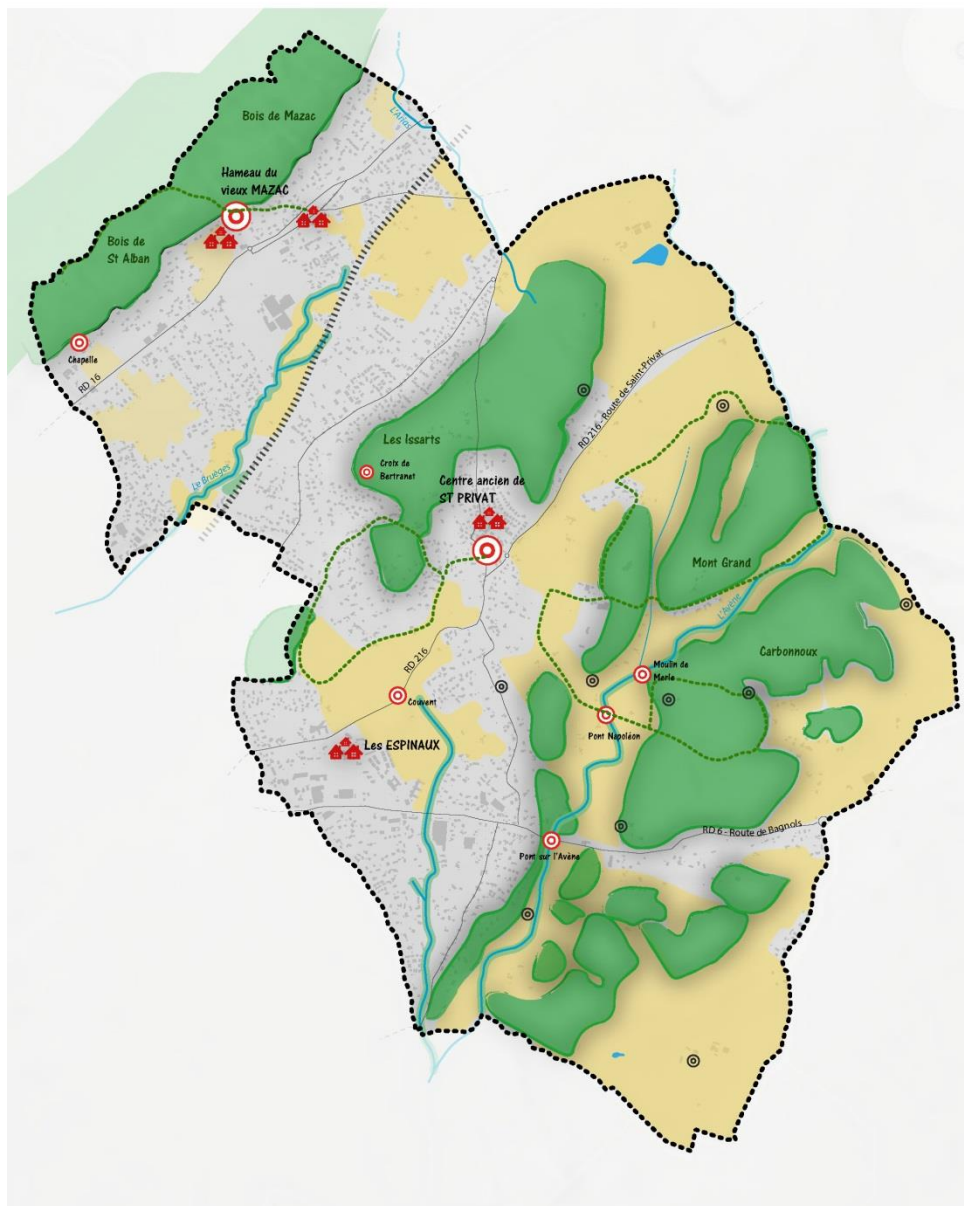 Bois de Mazac
L'Arias
Hameau du
vieux MAZAC
Bois de
St Alban
Chapelle
RD 16
Le Bruèges
Les Issarts
Croix de
Bertranet
RD 216 - Route de Saint-Privat
Centre ancien de
ST PRIVAT
Mont Grand
L'Avène
Carbonnoux
RD 216
Moulin de
Merle
Couvent
Pont Napoléon
Les ESPINAUX
RD 6 - Route de Bagnols
Pont sur l'Avène